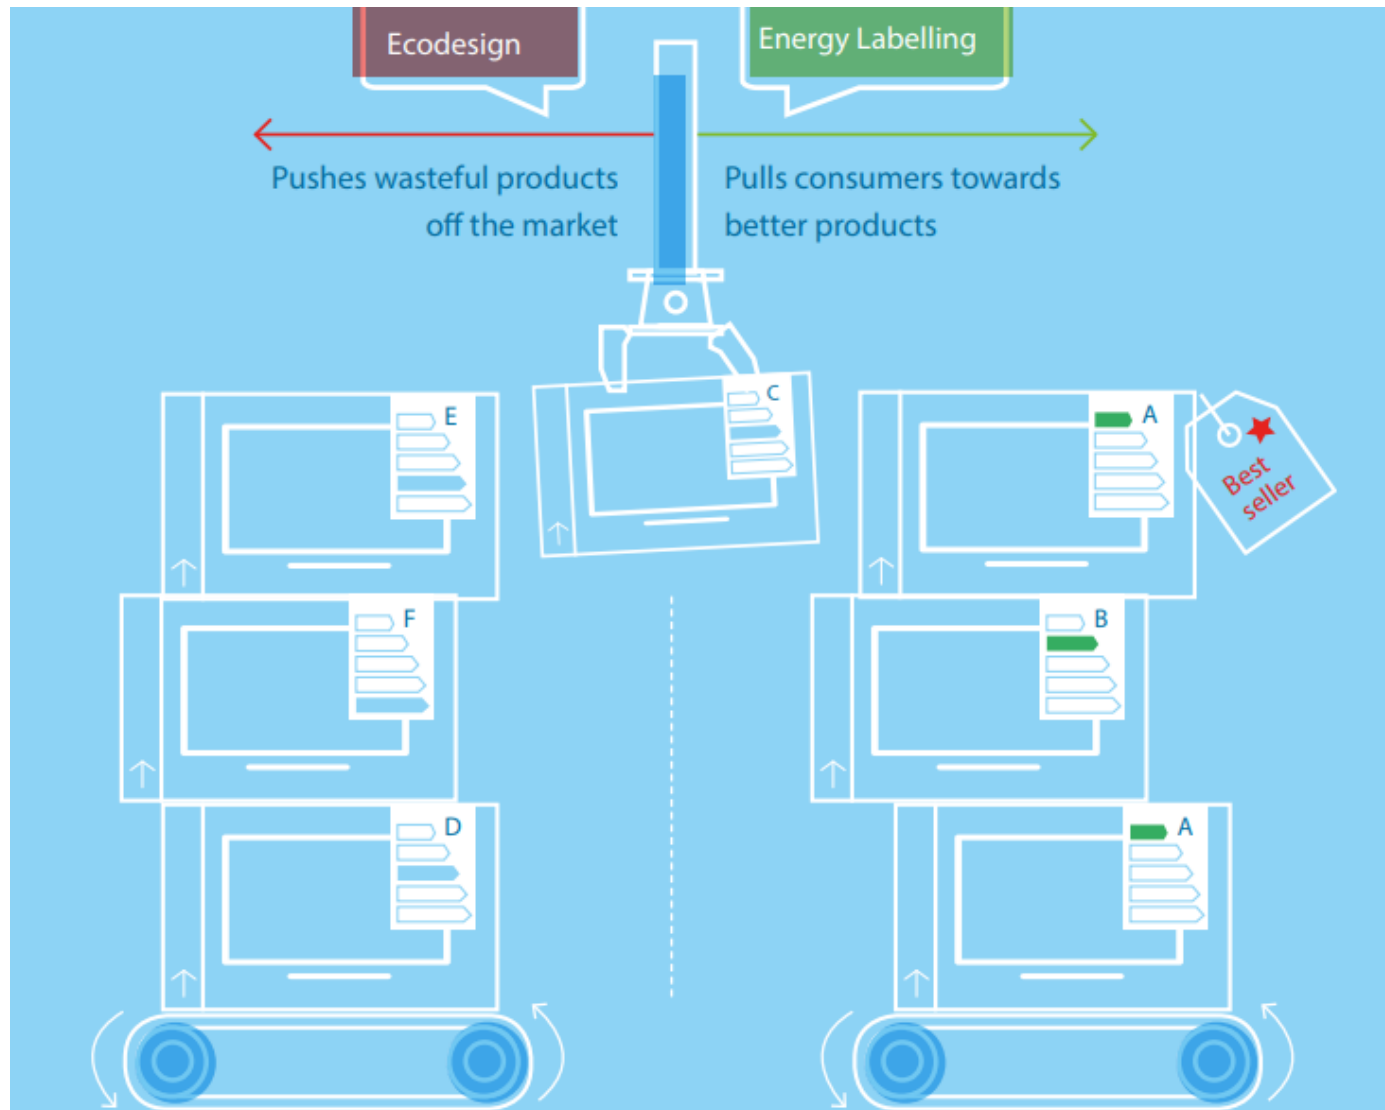 Ecodesign
Energy Labelling
Pushes wasteful products
off the market
Pulls consumers towards
better products
E
C
A
Best
seller
F
B
D
A